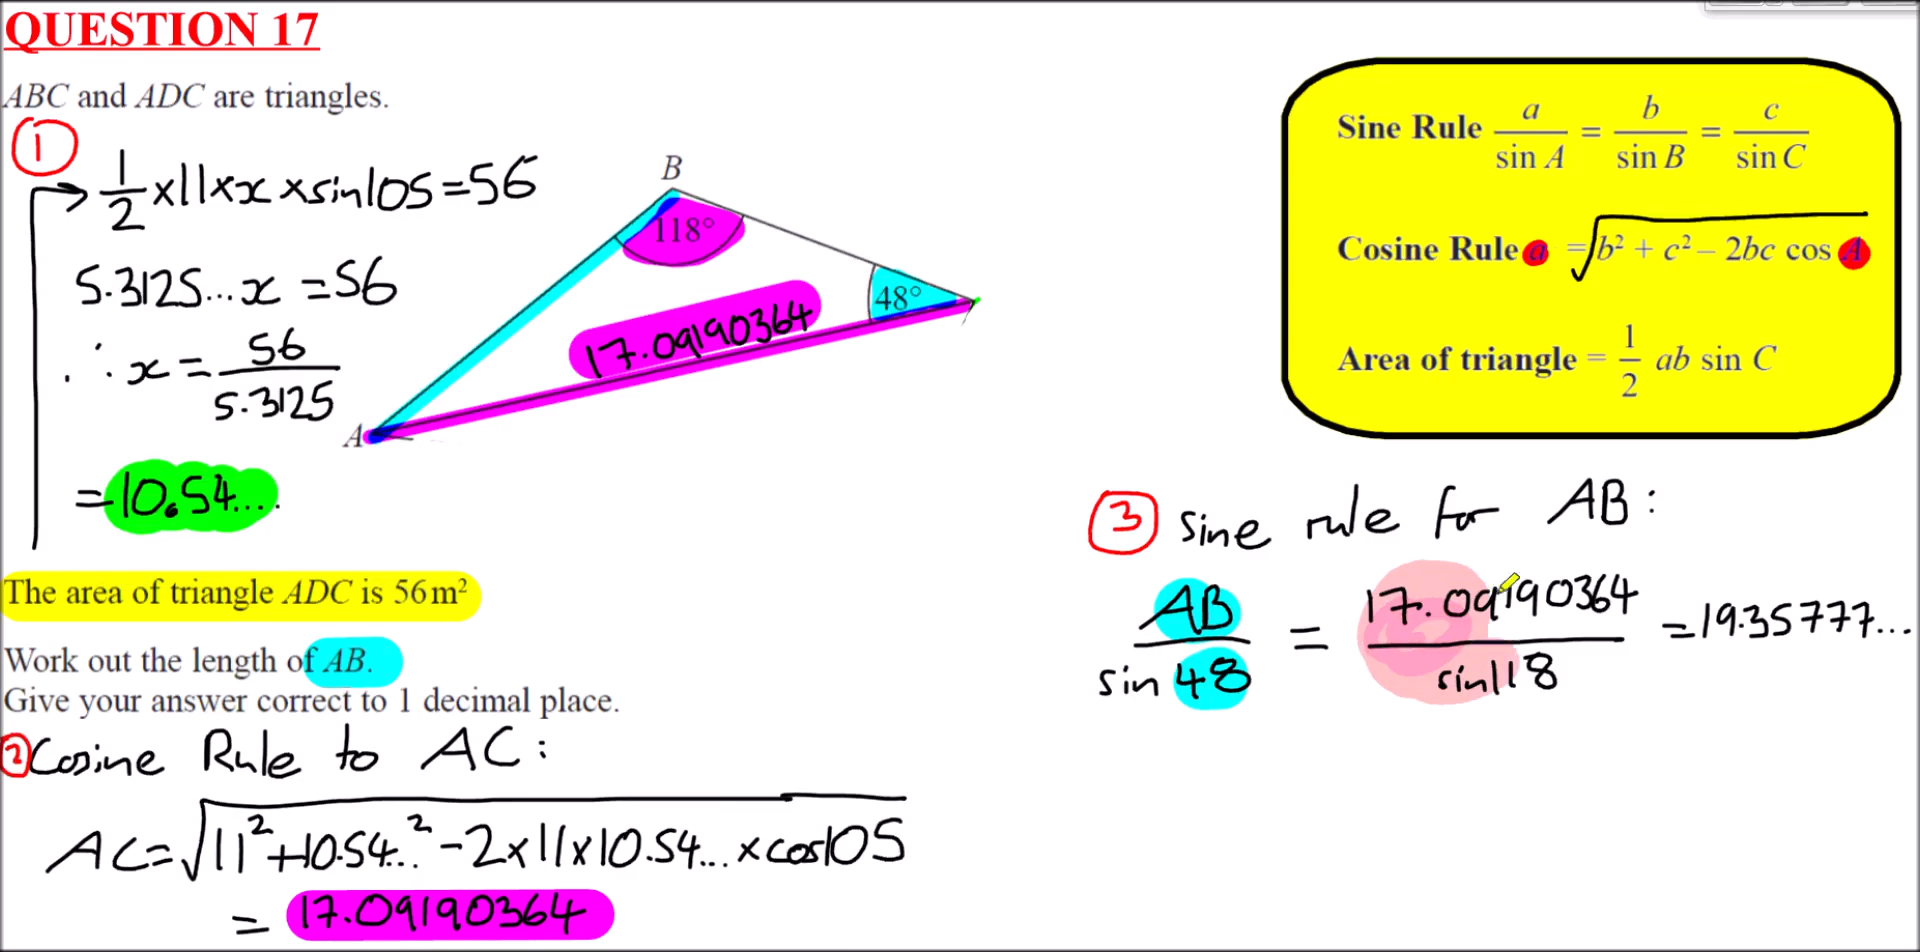 QUESTION 17
ABC and ADC are triangles.
1
1/2 ×11×x×sin105=56
5.3125...x =56
∴ x = 56/5.3125
=10.54...
B
118°
48°
17.09190364
A
The area of triangle ADC is 56m²
Work out the length of AB.
Give your answer correct to 1 decimal place.
2 Cosine Rule to AC:
AC=√11²+10.54...²-2×11×10.54...×cos105
= 17.09190364
Sine Rule a/sin A = b/sin B = c/sin C
Cosine Rule a =√b² + c² – 2bc cos A
Area of triangle = 1/2 ab sin C
3 Sine rule for AB:
AB/sin 48 = 17.09190364/sin118 =19.35777...